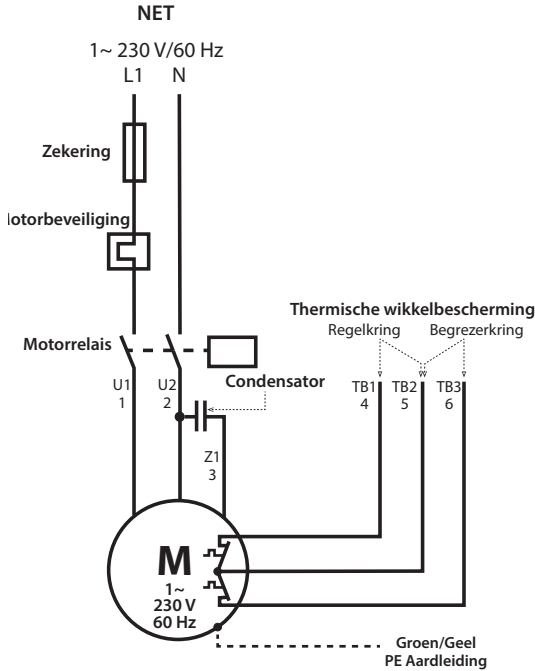 NET
1~ 230 V/60 Hz
L1 N
Zekering
lotorbeveiliging
Thermische wikkelbescherming
Regelkring Begrezerkring
Motorrelais
U1 U2 Condensator TB1 TB2 TB3
1 2 4 5 6
Z1
3
M
1~
230 V
60 Hz
Groen/Geel
PE Aardleiding